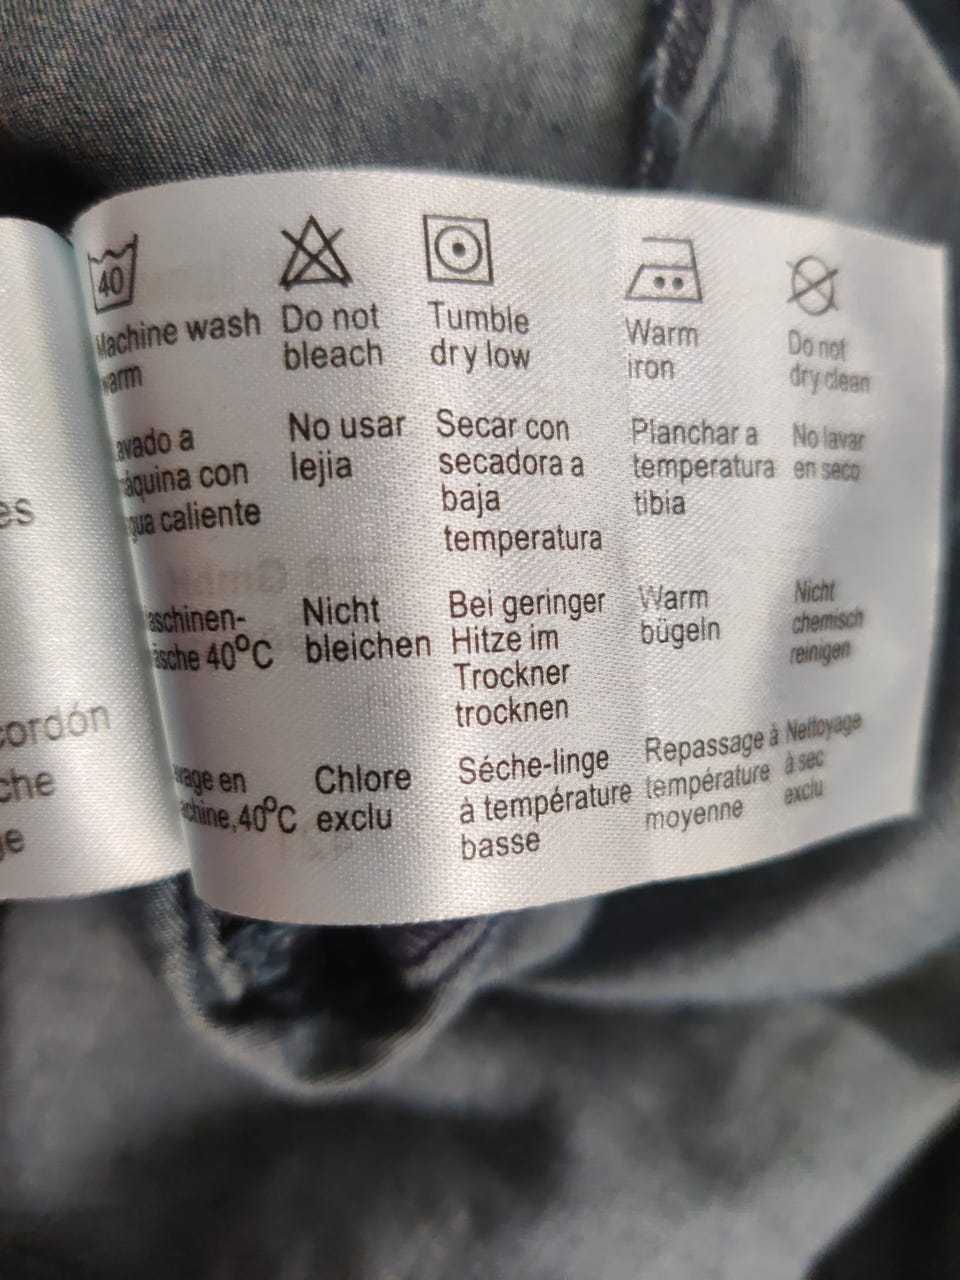 40
Machine wash
warm
Do not
bleach
Tumble
dry low
Warm
iron
Do not
dry clean
avado a
áquina con
gua caliente
No usar
lejia
Secar con
secadora a
baja
temperatura
Planchar a
temperatura
tibia
No lavar
en seco
aschinen-
äsche 40°C
Nicht
bleichen
Bei geringer
Hitze im
Trockner
trocknen
Warm
bügeln
Nicht
chemisch
reinigen
vage en
achine,40°C
Chlore
exclu
Séche-linge
à température
basse
Repassage à
température
moyenne
Nettoyage
à sec
exclu
es
cordón
che
ge